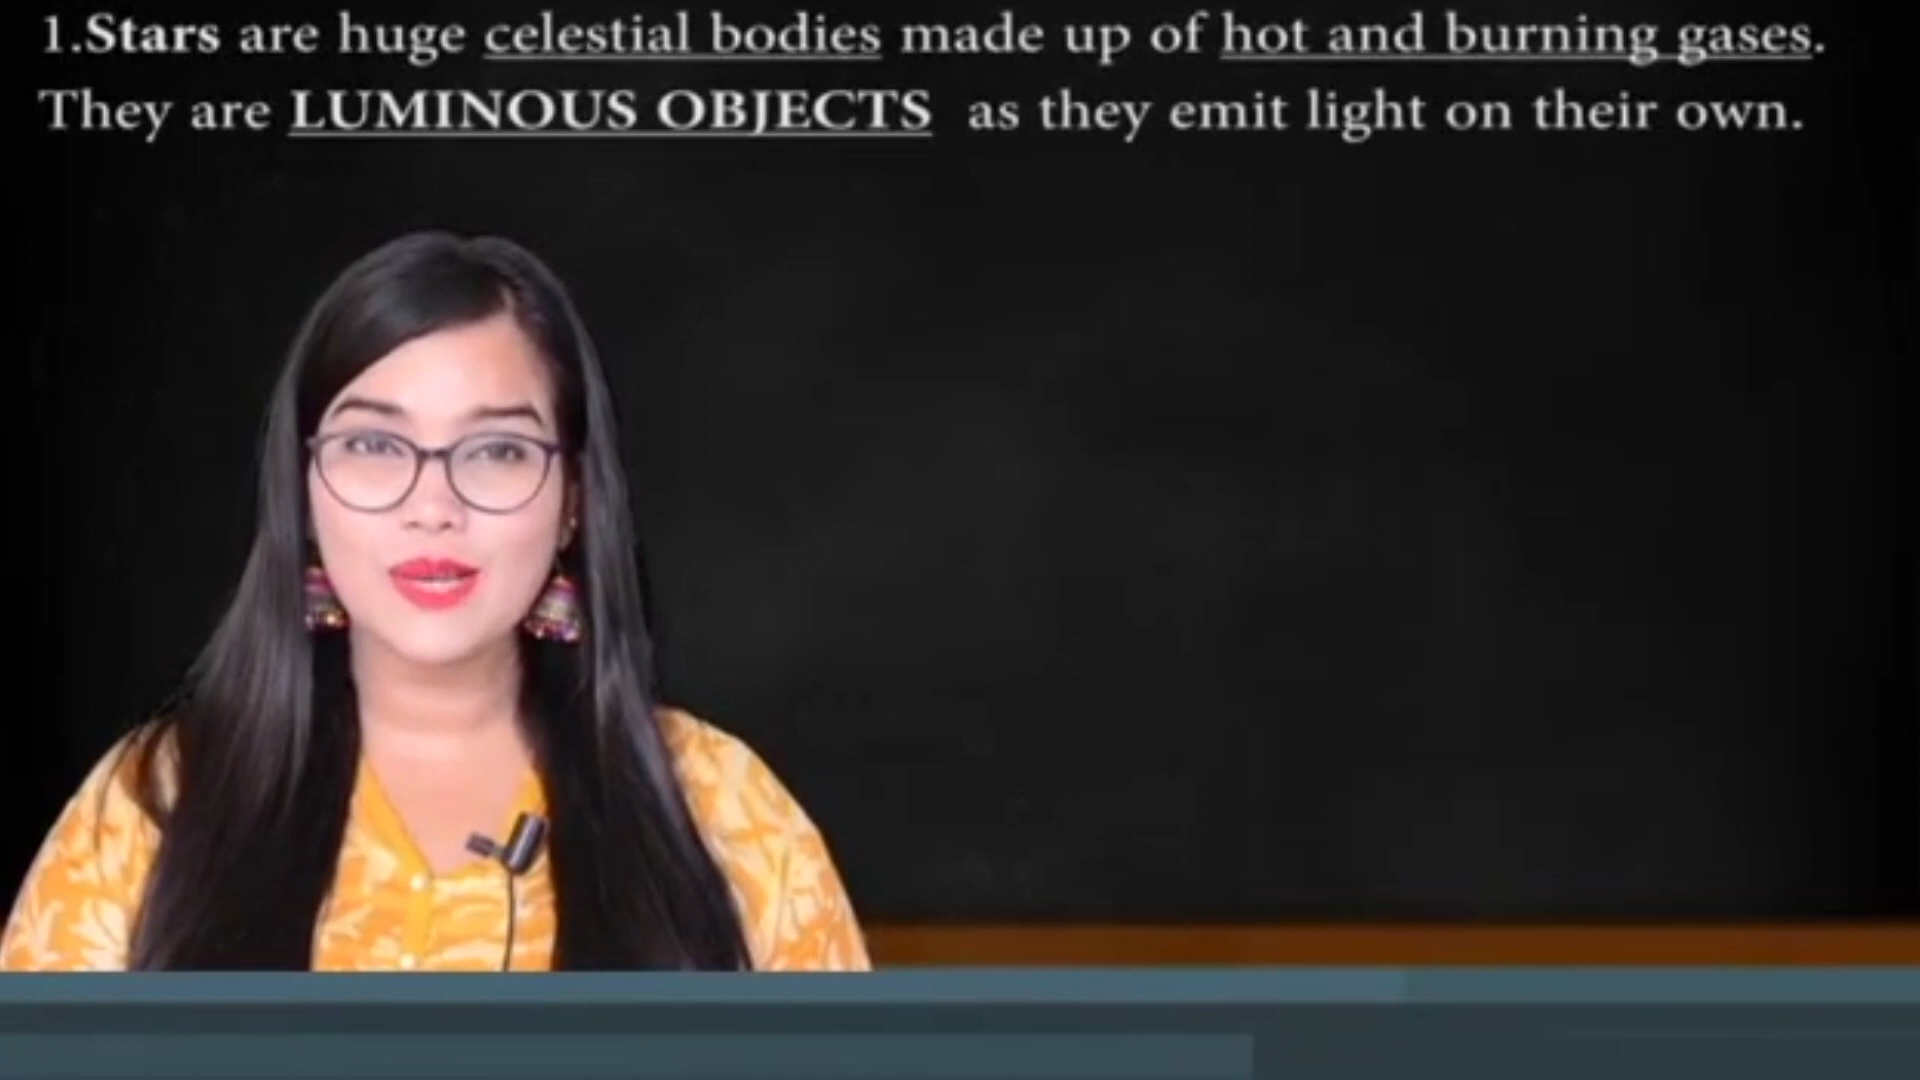 1.Stars are huge celestial bodies made up of hot and burning gases.
They are LUMINOUS OBJECTS as they emit light on their own.